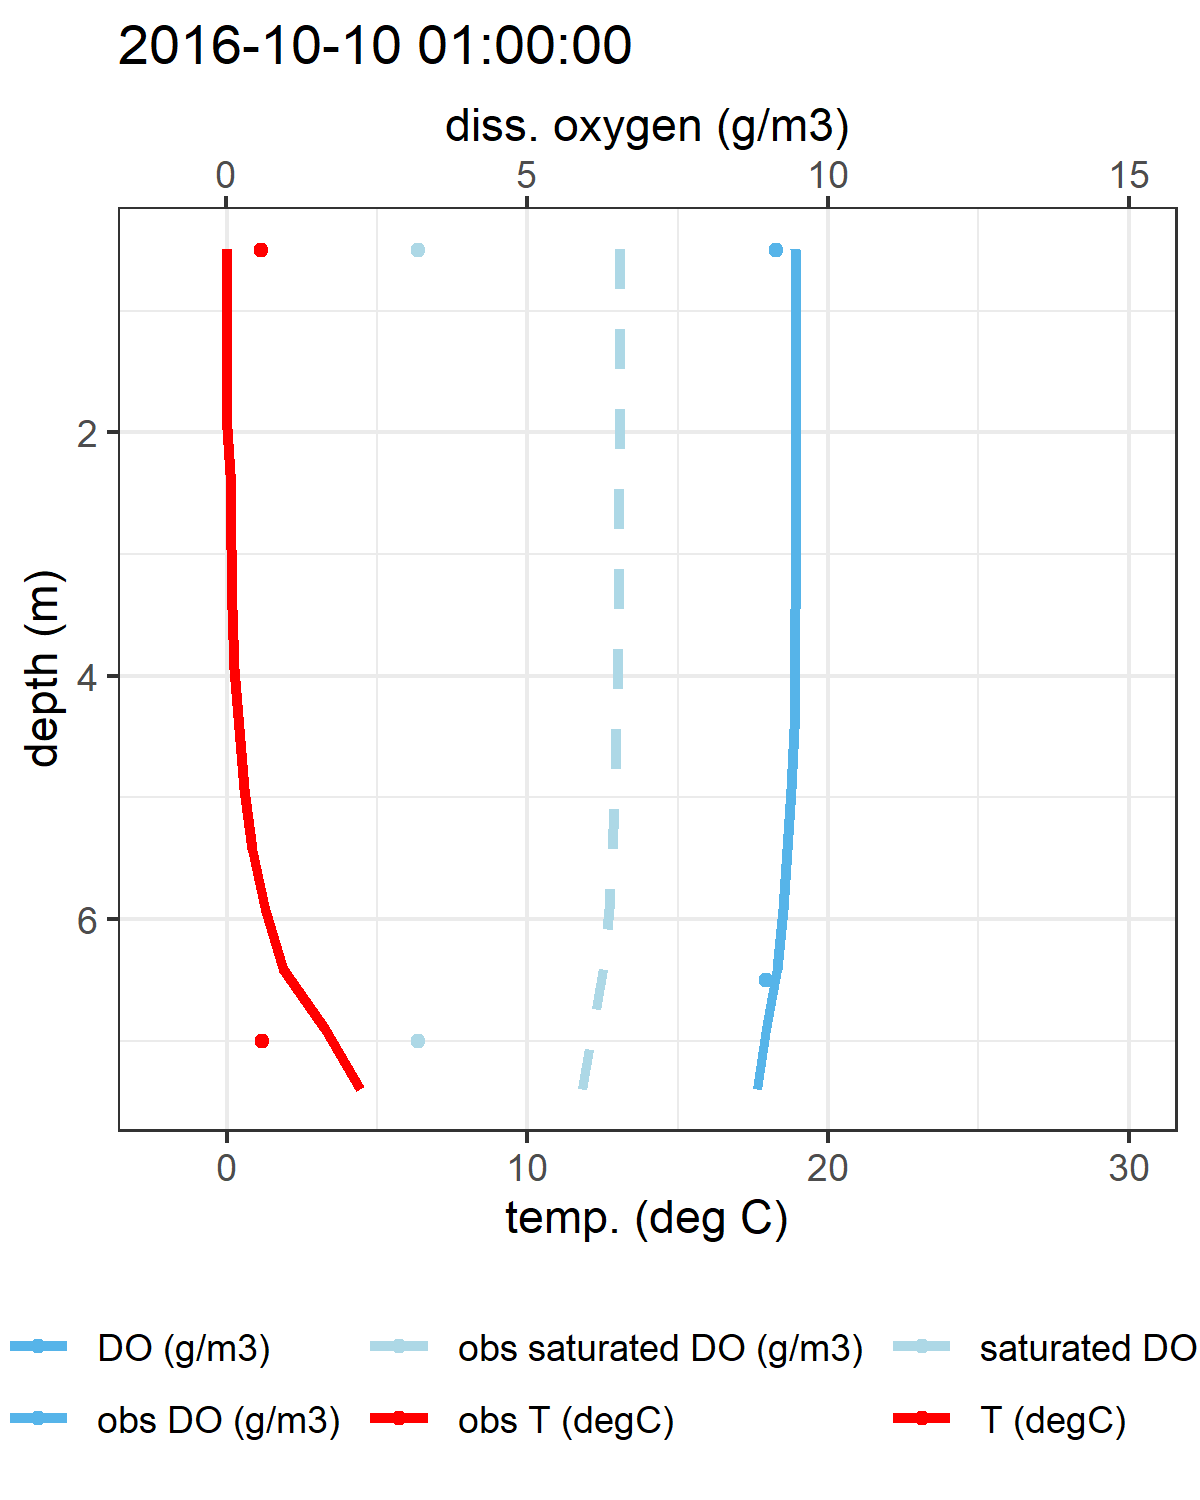 2016-10-10 01:00:00
diss. oxygen (g/m3)
0 5 10 15
2
4
6
depth (m)
0 10 20 30
temp. (deg C)
DO (g/m3) obs saturated DO (g/m3) saturated DO
obs DO (g/m3) obs T (degC) T (degC)